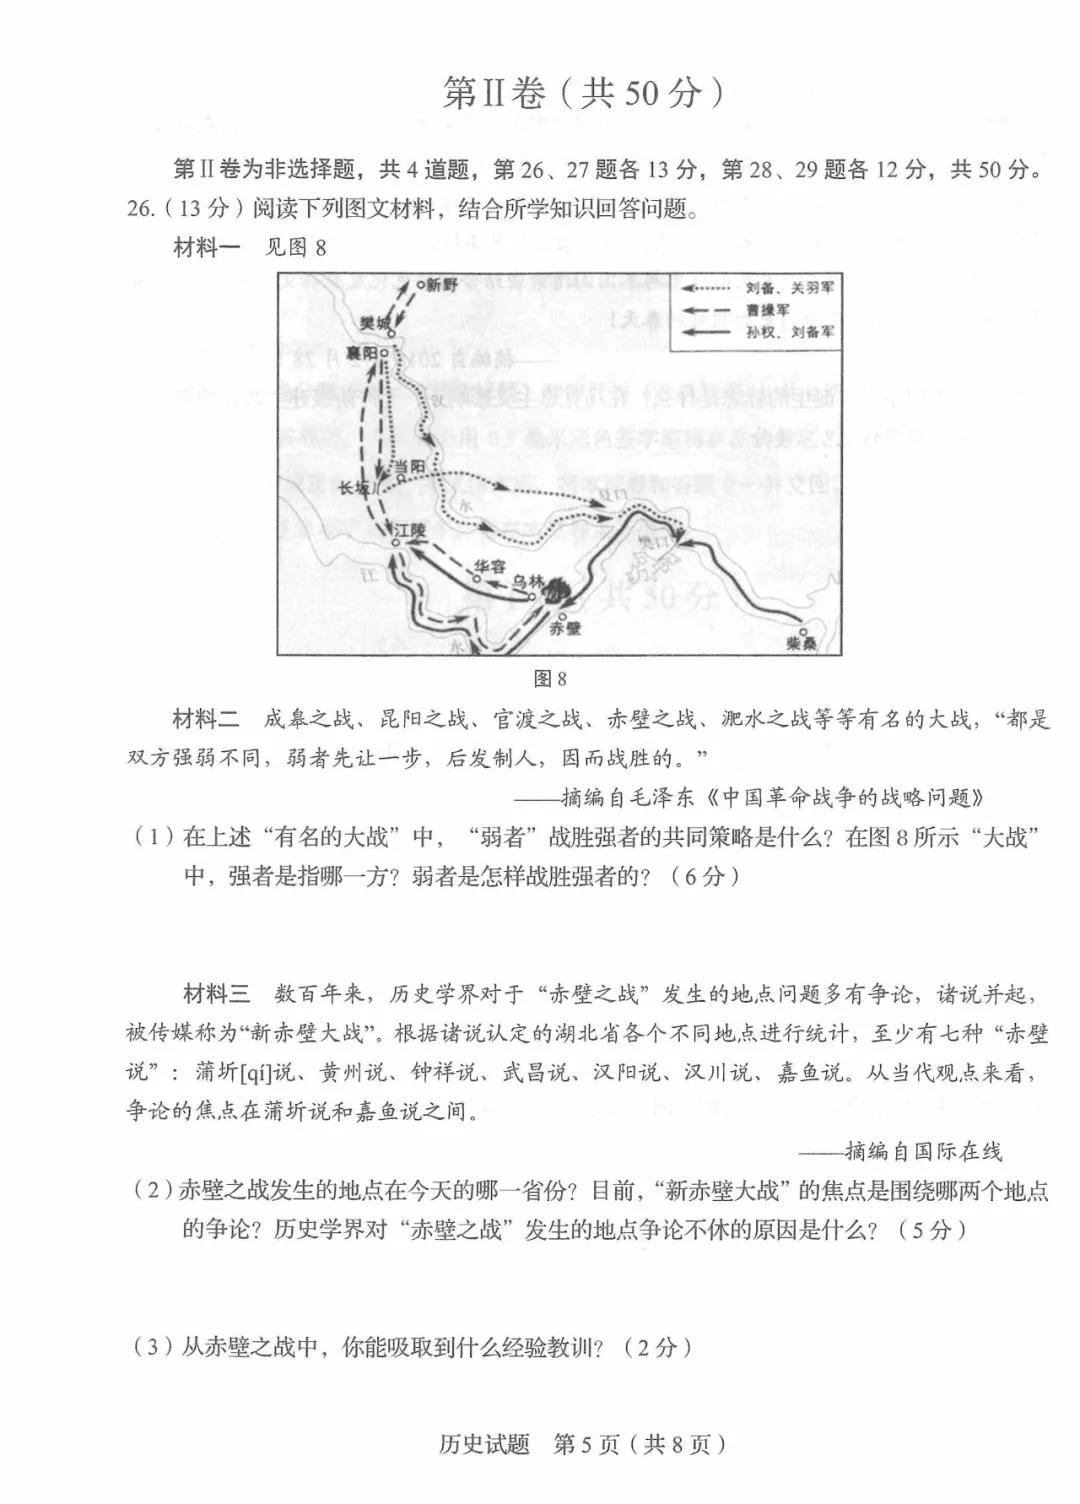 第Ⅱ卷（共 50 分）
第Ⅱ卷为非选择题，共 4 道题，第 26、27 题各 13 分，第 28、29 题各 12 分，共 50 分。
26.（13 分）阅读下列图文材料，结合所学知识回答问题。
材料一 见图 8
新野
刘备、关羽军
曹操军
孙权、刘备军
樊城
襄阳
当阳
长坂
水
夏口
樊口
江陵
江
华容
乌林
赤壁
水
柴桑
图 8
材料二 成皋之战、昆阳之战、官渡之战、赤壁之战、淝水之战等等有名的大战，“都是
双方强弱不同，弱者先让一步，后发制人，因而战胜的。”
——摘编自毛泽东《中国革命战争的战略问题》
（1）在上述“有名的大战”中，“弱者”战胜强者的共同策略是什么？在图 8 所示“大战”
中，强者是指哪一方？弱者是怎样战胜强者的？（6 分）
材料三 数百年来，历史学界对于“赤壁之战”发生的地点问题多有争论，诸说并起，
被传媒称为“新赤壁大战”。根据诸说认定的湖北省各个不同地点进行统计，至少有七种“赤壁
说”：蒲圻[qí]说、黄州说、钟祥说、武昌说、汉阳说、汉川说、嘉鱼说。从当代观点来看，
争论的焦点在蒲圻说和嘉鱼说之间。
——摘编自国际在线
（2）赤壁之战发生的地点在今天的哪一省份？目前，“新赤壁大战”的焦点是围绕哪两个地点
的争论？历史学界对“赤壁之战”发生的地点争论不休的原因是什么？（5 分）
（3）从赤壁之战中，你能吸取到什么经验教训？（2 分）
历史试题 第 5 页（共 8 页）